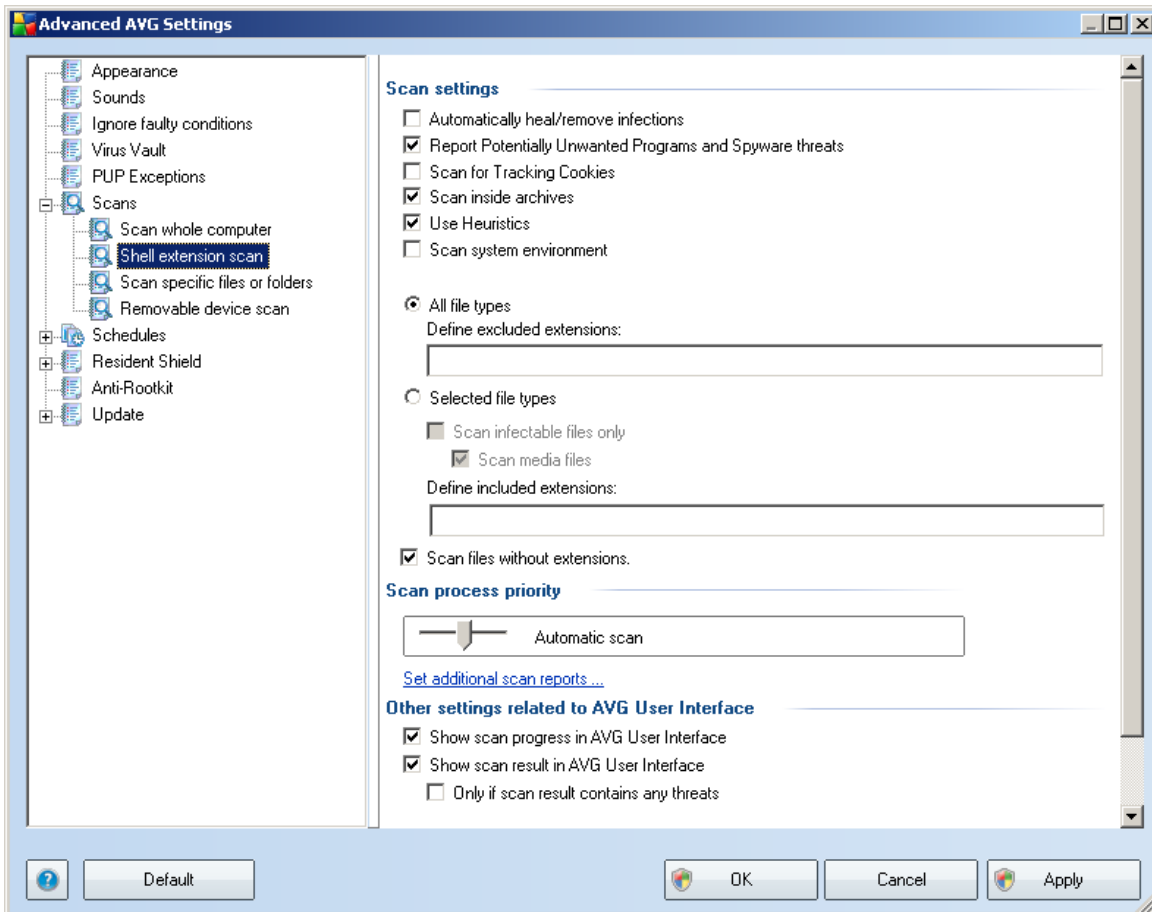 Advanced AVG Settings
Appearance
Sounds
Ignore faulty conditions
Virus Vault
PUP Exceptions
Scans
Scan whole computer
Shell extension scan
Scan specific files or folders
Removable device scan
Schedules
Resident Shield
Anti-Rootkit
Update
Scan settings
Automatically heal/remove infections
Report Potentially Unwanted Programs and Spyware threats
Scan for Tracking Cookies
Scan inside archives
Use Heuristics
Scan system environment
All file types
Define excluded extensions:
Selected file types
Scan infectable files only
Scan media files
Define included extensions:
Scan files without extensions.
Scan process priority
Automatic scan
Set additional scan reports ...
Other settings related to AVG User Interface
Show scan progress in AVG User Interface
Show scan result in AVG User Interface
Only if scan result contains any threats
?
Default
OK
Cancel
Apply